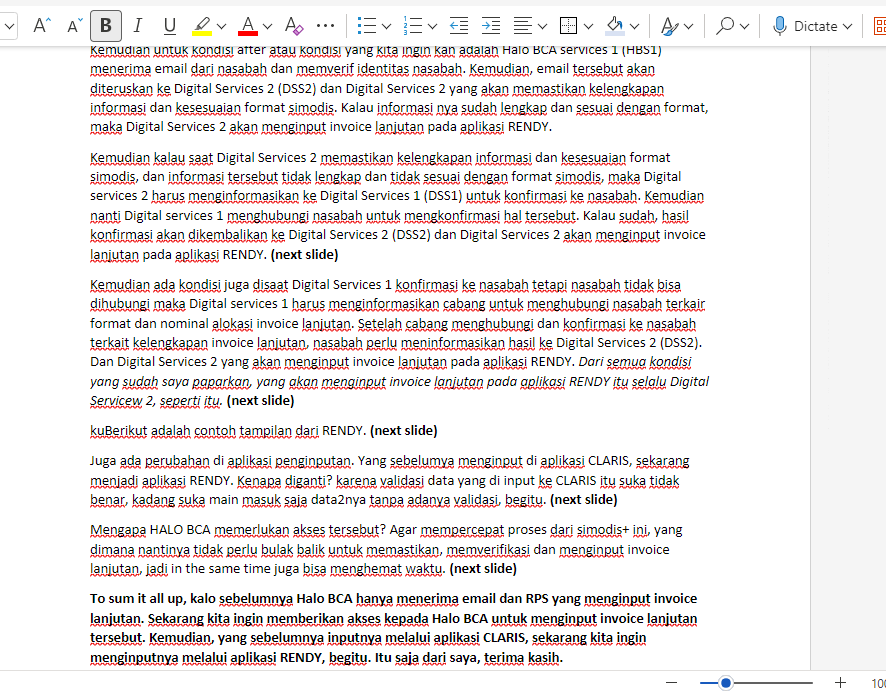 Dictate
Kemudian untuk kondisi after atau kondisi yang kita ingin kan adalah Halo BCA services 1 (HBS1)
menerima email dari nasabah dan memverif identitas nasabah. Kemudian, email tersebut akan
diteruskan ke Digital Services 2 (DSS2) dan Digital Services 2 yang akan memastikan kelengkapan
informasi dan kesesuaian format simodis. Kalau informasi nya sudah lengkap dan sesuai dengan format,
maka Digital Services 2 akan menginput invoice lanjutan pada aplikasi RENDY.
Kemudian kalau saat Digital Services 2 memastikan kelengkapan informasi dan kesesuaian format
simodis, dan informasi tersebut tidak lengkap dan tidak sesuai dengan format simodis, maka Digital
services 2 harus menginformasikan ke Digital Services 1 (DSS1) untuk konfirmasi ke nasabah. Kemudian
nanti Digital services 1 menghubungi nasabah untuk mengkonfirmasi hal tersebut. Kalau sudah, hasil
konfirmasi akan dikembalikan ke Digital Services 2 (DSS2) dan Digital Services 2 akan menginput invoice
lanjutan pada aplikasi RENDY. (next slide)
Kemudian ada kondisi juga disaat Digital Services 1 konfirmasi ke nasabah tetapi nasabah tidak bisa
dihubungi maka Digital services 1 harus menginformasikan cabang untuk menghubungi nasabah terkair
format dan nominal alokasi invoice lanjutan. Setelah cabang menghubungi dan konfirmasi ke nasabah
terkait kelengkapan invoice lanjutan, nasabah perlu meninformasikan hasil ke Digital Services 2 (DSS2).
Dan Digital Services 2 yang akan menginput invoice lanjutan pada aplikasi RENDY. Dari semua kondisi
yang sudah saya paparkan, yang akan menginput invoice lanjutan pada aplikasi RENDY itu selalu Digital
Servicew 2, seperti itu. (next slide)
kuBerikut adalah contoh tampilan dari RENDY. (next slide)
Juga ada perubahan di aplikasi penginputan. Yang sebelumya menginput di aplikasi CLARIS, sekarang
menjadi aplikasi RENDY. Kenapa diganti? karena validasi data yang di input ke CLARIS itu suka tidak
benar, kadang suka main masuk saja data2nya tanpa adanya validasi, begitu. (next slide)
Mengapa HALO BCA memerlukan akses tersebut? Agar mempercepat proses dari simodis+ ini, yang
dimana nantinya tidak perlu bulak balik untuk memastikan, memverifikasi dan menginput invoice
lanjutan, jadi in the same time juga bisa menghemat waktu. (next slide)
To sum it all up, kalo sebelumnya Halo BCA hanya menerima email dan RPS yang menginput invoice
lanjutan. Sekarang kita ingin memberikan akses kepada Halo BCA untuk menginput invoice lanjutan
tersebut. Kemudian, yang sebelumnya inputnya melalui aplikasi CLARIS, sekarang kita ingin
menginputnya melalui aplikasi RENDY, begitu. Itu saja dari saya, terima kasih.